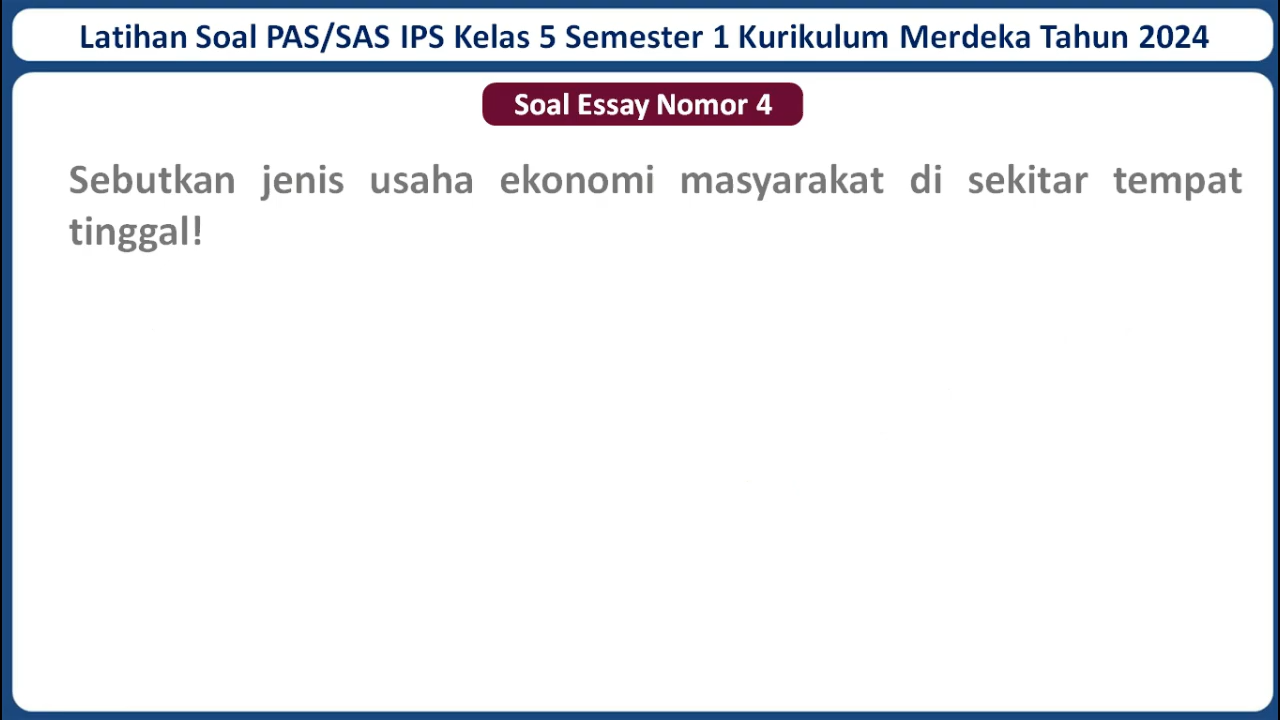 Latihan Soal PAS/SAS IPS Kelas 5 Semester 1 Kurikulum Merdeka Tahun 2024
Soal Essay Nomor 4
Sebutkan jenis usaha ekonomi masyarakat di sekitar tempat
tinggal!